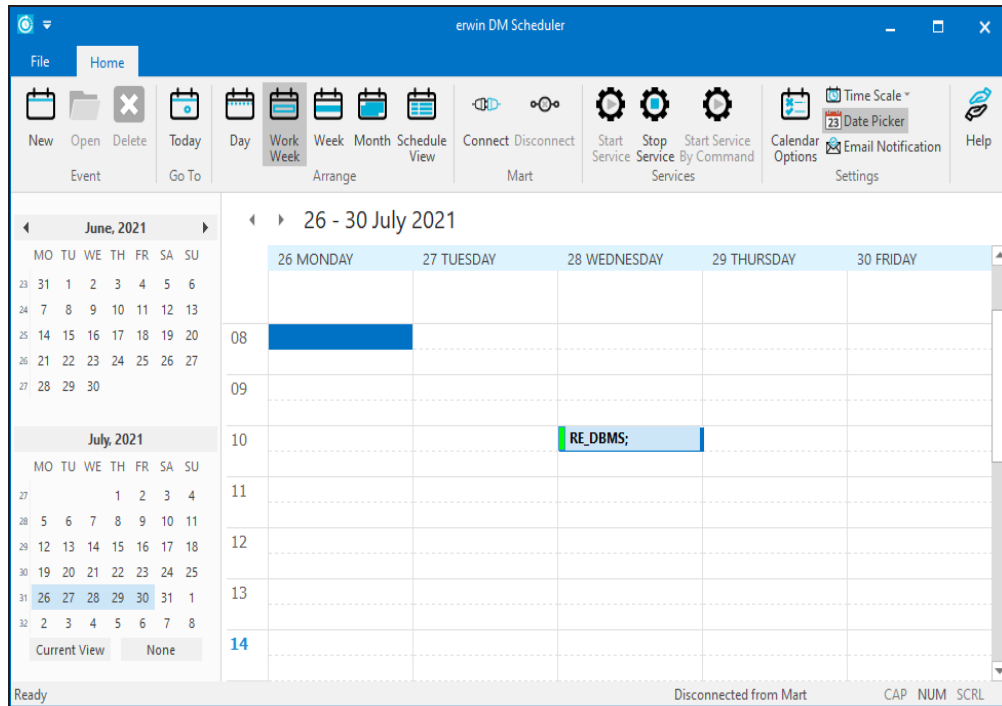 erwin DM Scheduler
File Home
New Open Delete Today Day Work Week Week Month Schedule View Connect Disconnect Start Service Stop Service Start Service By Command Calendar Options Time Scale Help
23 Date Picker
Email Notification
Event Go To Arrange Mart Services Settings
June, 2021
MO TU WE TH FR SA SU
23 31 1 2 3 4 5 6
24 7 8 9 10 11 12 13
25 14 15 16 17 18 19 20
26 21 22 23 24 25 26 27
27 28 29 30
July, 2021
MO TU WE TH FR SA SU
27 1 2 3 4
28 5 6 7 8 9 10 11
29 12 13 14 15 16 17 18
30 19 20 21 22 23 24 25
31 26 27 28 29 30 31 1
32 2 3 4 5 6 7 8
Current View None
26 - 30 July 2021
26 MONDAY 27 TUESDAY 28 WEDNESDAY 29 THURSDAY 30 FRIDAY
08
09
10 RE_DBMS;
11
12
13
14
Ready Disconnected from Mart CAP NUM SCRL